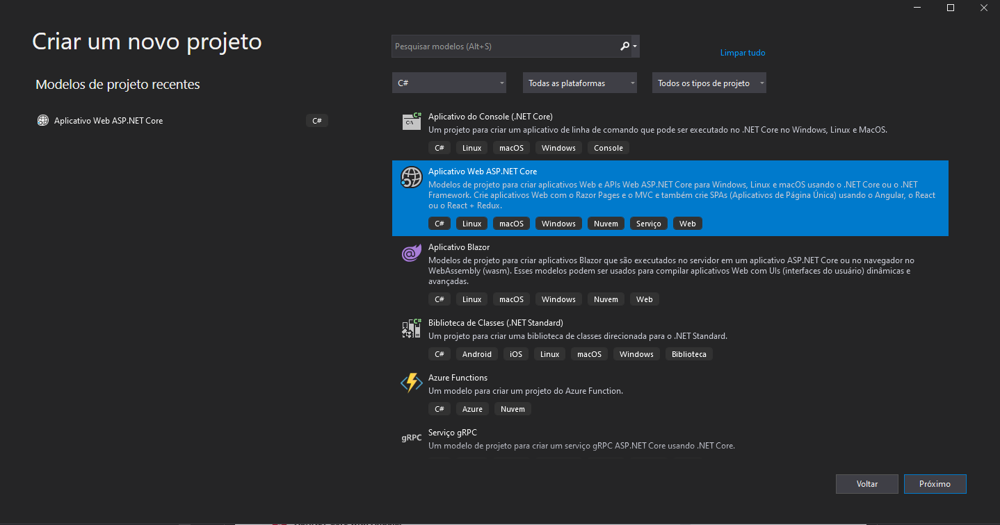 Criar um novo projeto
Modelos de projeto recentes
Aplicativo Web ASP.NET Core
C#
Pesquisar modelos (Alt+S)
Limpar tudo
C#
Todas as plataformas
Todos os tipos de projeto
C#
C:\
Aplicativo do Console (.NET Core)
Um projeto para criar um aplicativo de linha de comando que pode ser executado no .NET Core no Windows, Linux e MacOS.
C# Linux macOS Windows Console
Aplicativo Web ASP.NET Core
Modelos de projeto para criar aplicativos Web e APIs Web ASP.NET Core para Windows, Linux e macOS usando o .NET Core ou o .NET
Framework. Crie aplicativos Web com o Razor Pages e o MVC e também crie SPAs (Aplicativos de Página Única) usando o Angular, o React
ou o React + Redux.
C# Linux macOS Windows Nuvem Serviço Web
Aplicativo Blazor
Modelos de projeto para criar aplicativos Blazor que são executados no servidor em um aplicativo ASP.NET Core ou no navegador no
WebAssembly (wasm). Esses modelos podem ser usados para compilar aplicativos Web com UIs (interfaces do usuário) dinâmicas e
avançadas.
C# Linux macOS Windows Nuvem Web
C#
Biblioteca de Classes (.NET Standard)
Um projeto para criar uma biblioteca de classes direcionada para o .NET Standard.
C# Android iOS Linux macOS Windows Biblioteca
Azure Functions
Um modelo para criar um projeto do Azure Function.
C# Azure Nuvem
gRPC
Serviço gRPC
Um modelo de projeto para criar um serviço gRPC ASP.NET Core usando .NET Core.
Voltar
Próximo